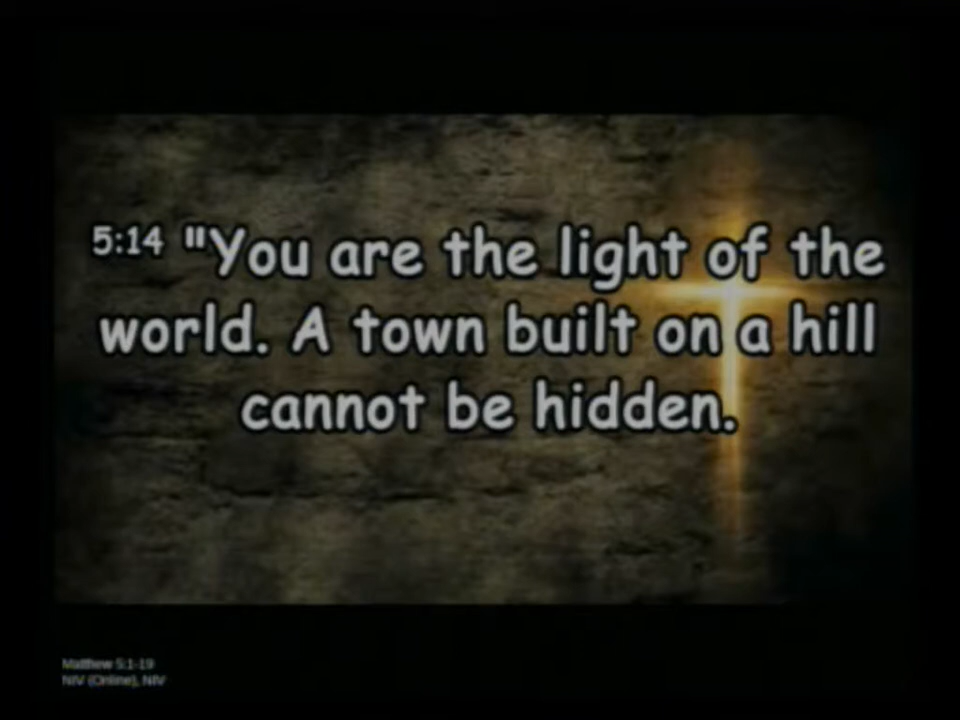 5:14 "You are the light of the
world. A town built on a hill
cannot be hidden.
Matthew 5:1-19
NIV (Online), NIV